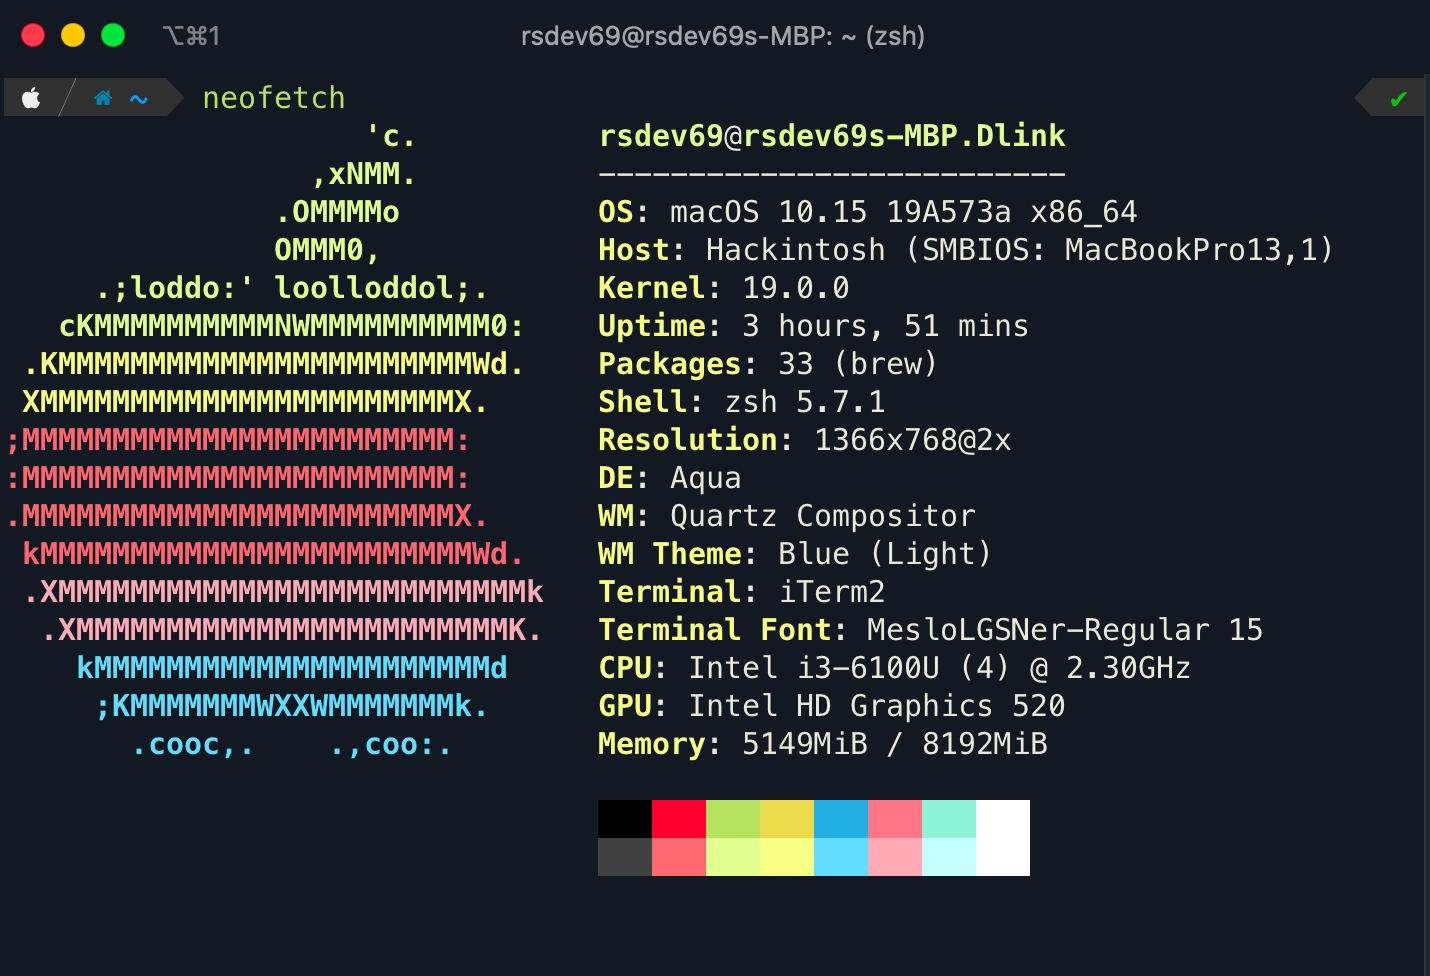 ⌥⌘1 rsdev69@rsdev69s-MBP: ~ (zsh)
~ neofetch ✔
'c. rsdev69@rsdev69s-MBP.Dlink
,xNMM. --------------------------
.OMMMMo OS: macOS 10.15 19A573a x86_64
OMMM0, Host: Hackintosh (SMBIOS: MacBookPro13,1)
.;loddo:' loolloddol;. Kernel: 19.0.0
cKMMMMMMMMMMNWMMMMMMMMMM0: Uptime: 3 hours, 51 mins
.KMMMMMMMMMMMMMMMMMMMMMMMWd. Packages: 33 (brew)
XMMMMMMMMMMMMMMMMMMMMMMMX. Shell: zsh 5.7.1
;MMMMMMMMMMMMMMMMMMMMMMMM: Resolution: 1366x768@2x
:MMMMMMMMMMMMMMMMMMMMMMMM: DE: Aqua
.MMMMMMMMMMMMMMMMMMMMMMMMX. WM: Quartz Compositor
kMMMMMMMMMMMMMMMMMMMMMMMMWd. WM Theme: Blue (Light)
.XMMMMMMMMMMMMMMMMMMMMMMMMMMk Terminal: iTerm2
.XMMMMMMMMMMMMMMMMMMMMMMMMK. Terminal Font: MesloLGSNer-Regular 15
kMMMMMMMMMMMMMMMMMMMMMMd CPU: Intel i3-6100U (4) @ 2.30GHz
;KMMMMMMMWXXWMMMMMMMk. GPU: Intel HD Graphics 520
.cooc,. .,coo:. Memory: 5149MiB / 8192MiB